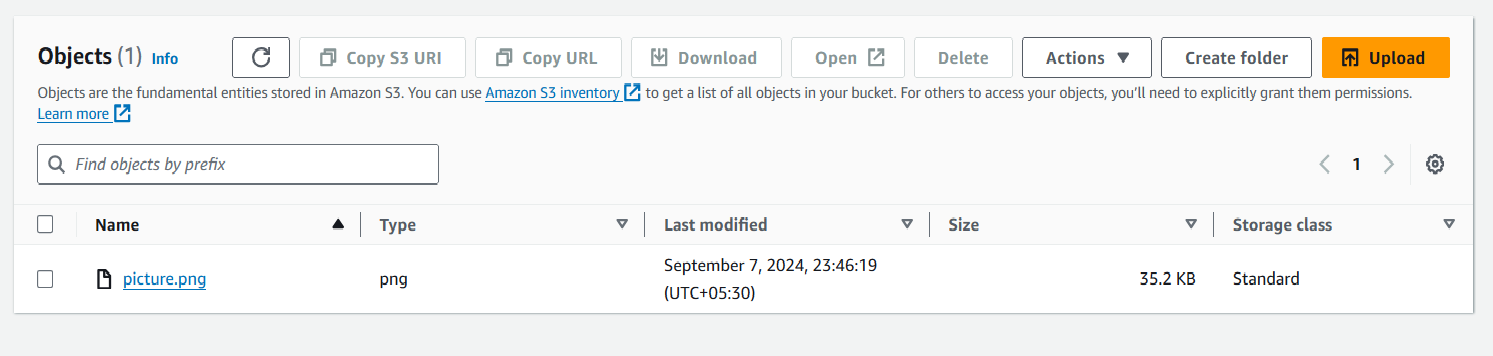 Objects (1) Info Copy S3 URI Copy URL Download Open Delete Actions Create folder Upload
Objects are the fundamental entities stored in Amazon S3. You can use Amazon S3 inventory to get a list of all objects in your bucket. For others to access your objects, you'll need to explicitly grant them permissions.
Learn more
Find objects by prefix 1
Name Type Last modified Size Storage class
picture.png png September 7, 2024, 23:46:19 35.2 KB Standard
(UTC+05:30)